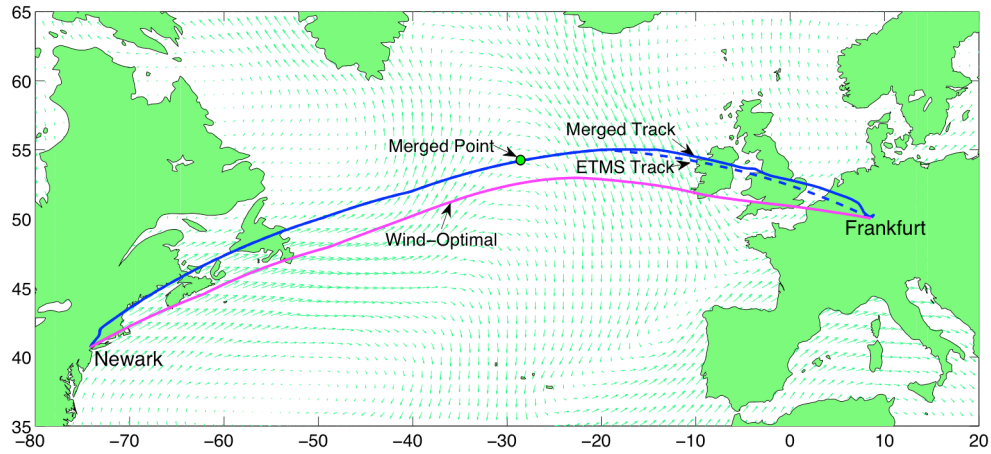 65
60
55
50
45
40
35
Merged Point
Merged Track
ETMS Track
Wind-Optimal
Frankfurt
Newark
-80 -70 -60 -50 -40 -30 -20 -10 0 10 20